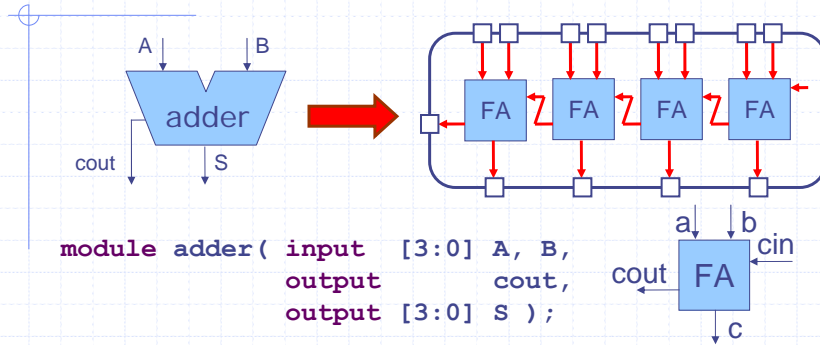 A B
adder
cout S
FA FA FA FA
module adder( input [3:0] A, B,
output cout,
output [3:0] S );
a b
cin
cout FA
c